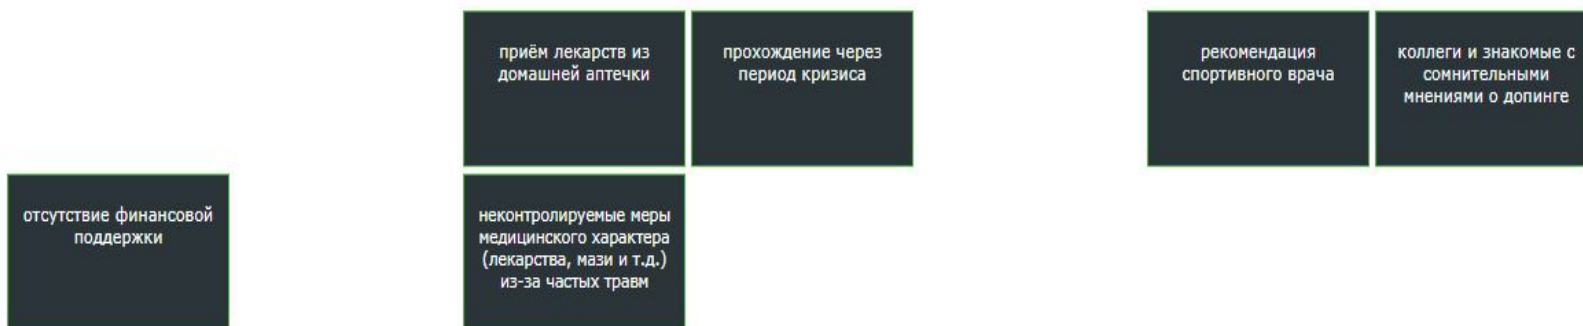 приём лекарств из
домашней аптечки
прохождение через
период кризиса
рекомендация
спортивного врача
коллеги и знакомые с
сомнительными
мнениями о допинге
отсутствие финансовой
поддержки
неконтролируемые меры
медицинского характера
(лекарства, мази и т.д.)
из-за частых травм